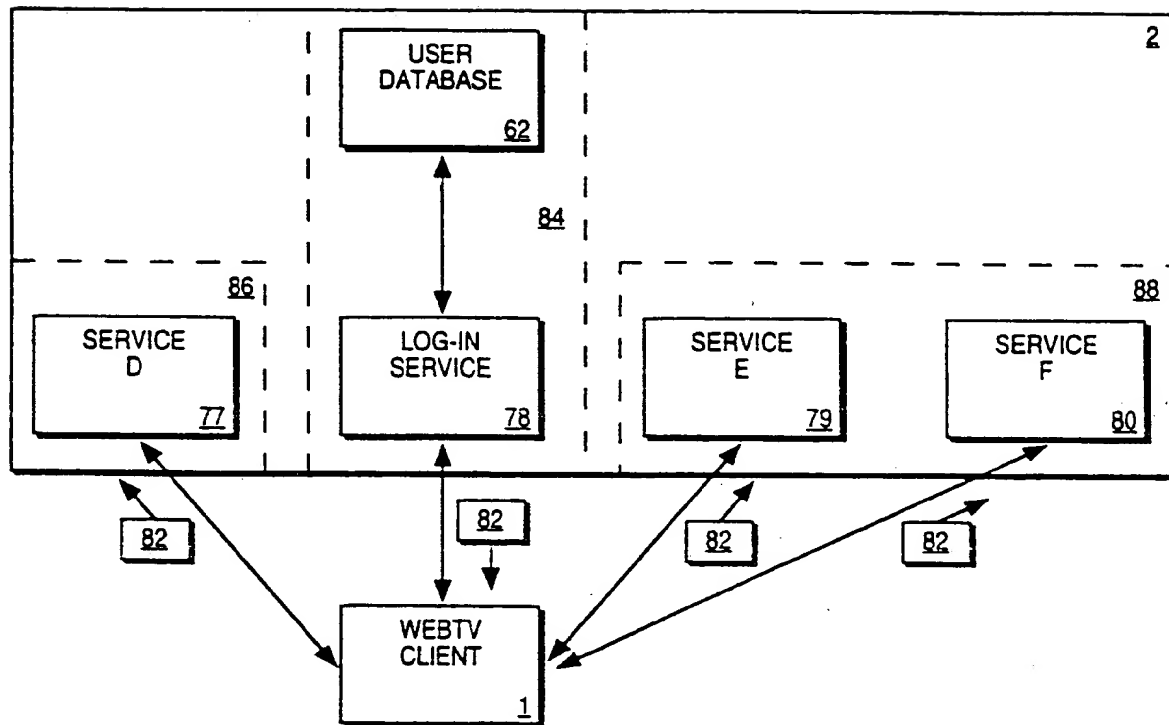 2
USER
DATABASE
62
84
86
88
SERVICE
D
77
LOG-IN
SERVICE
78
SERVICE
E
79
SERVICE
F
80
82
82
82
82
WEBTV
CLIENT
1